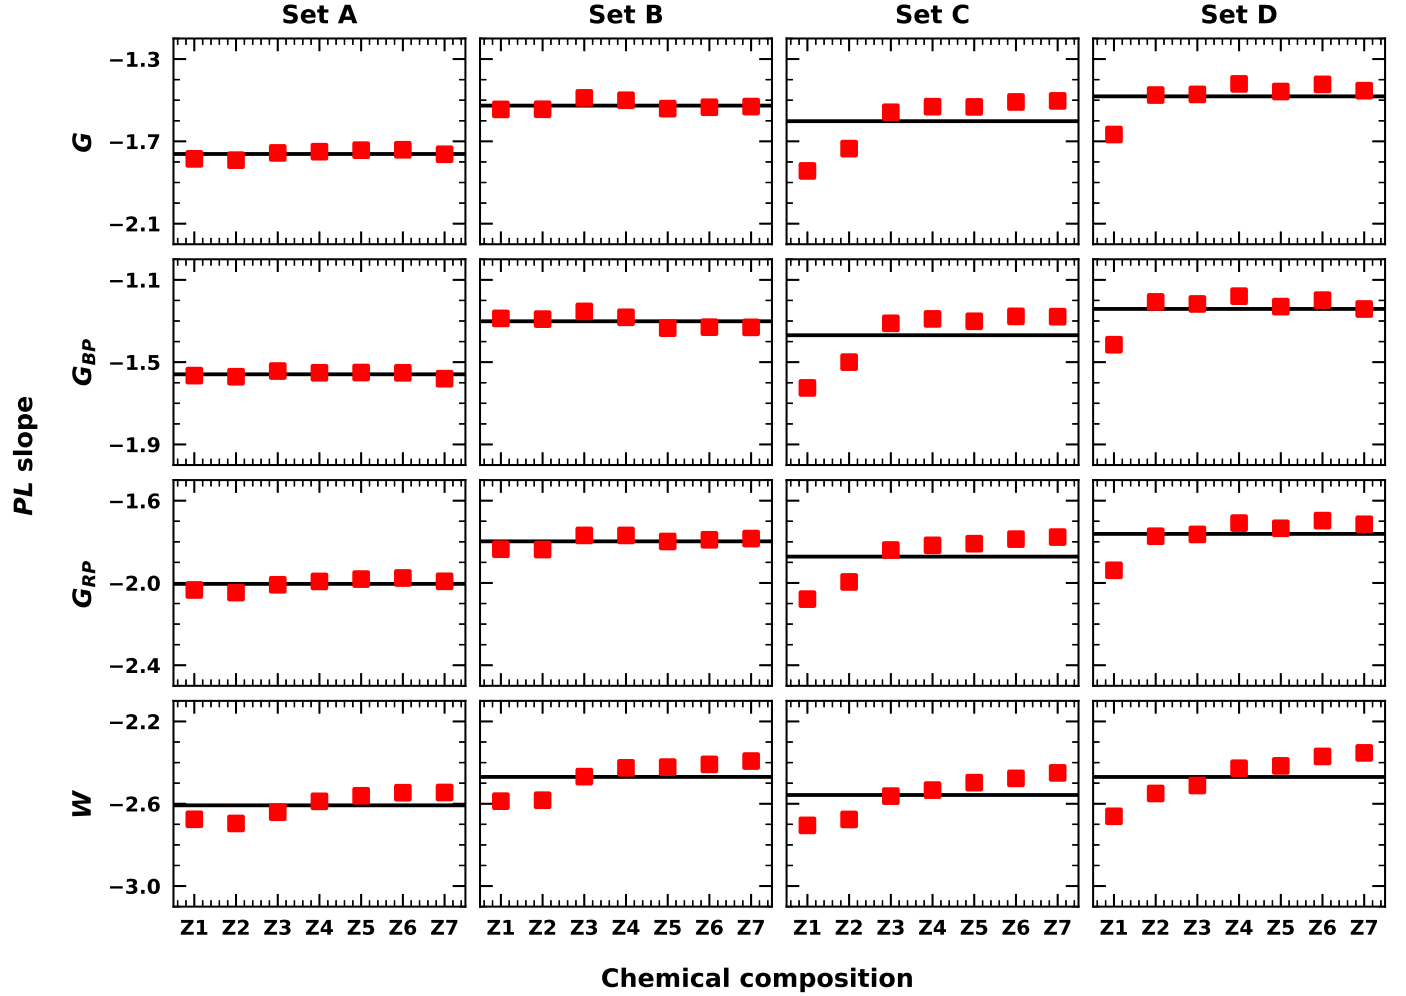 Set A Set B Set C Set D
G
−1.3
−1.7
−2.1
G_BP
−1.1
−1.5
−1.9
PL slope
G_RP
−1.6
−2.0
−2.4
W
−2.2
−2.6
−3.0
Z1 Z2 Z3 Z4 Z5 Z6 Z7 Z1 Z2 Z3 Z4 Z5 Z6 Z7 Z1 Z2 Z3 Z4 Z5 Z6 Z7 Z1 Z2 Z3 Z4 Z5 Z6 Z7
Chemical composition